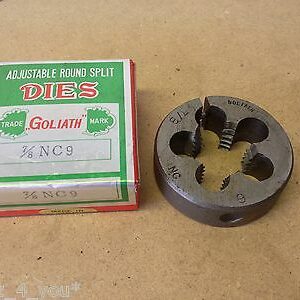 ADJUSTABLE ROUND SPLIT
DIES
TRADE GOLIATH MARK
7/8 NC9
7/8 NC9
GOLIATH
7/8
NC
9